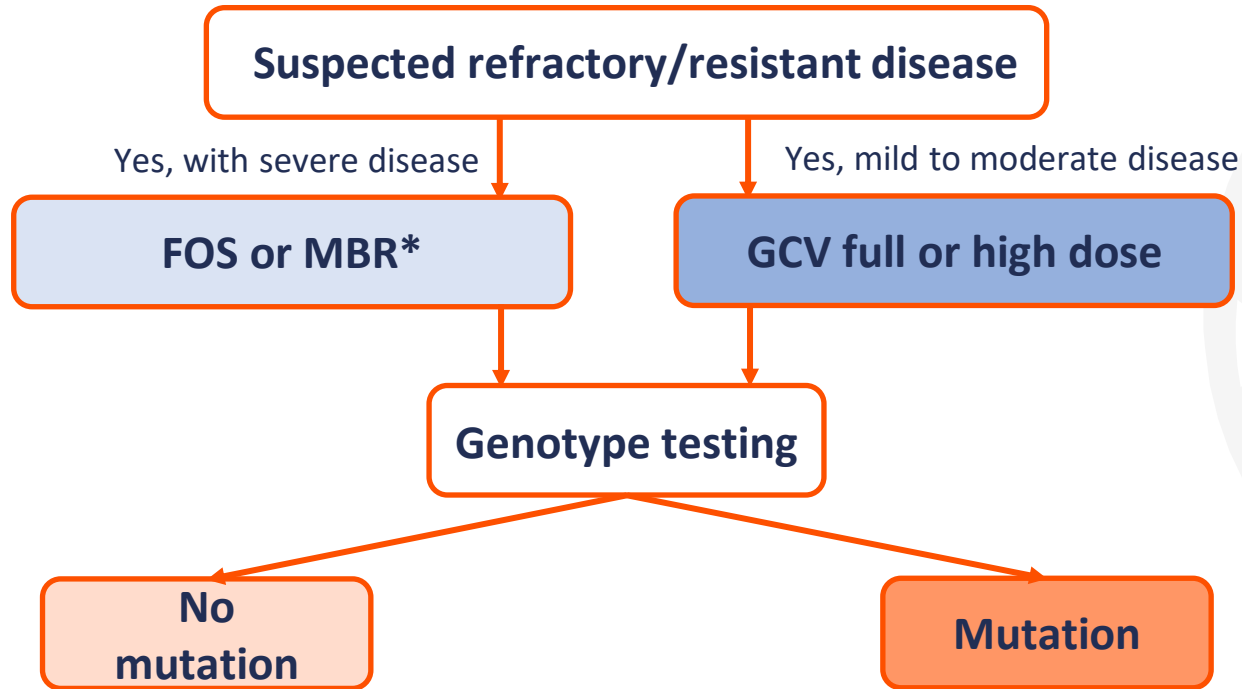 Suspected refractory/resistant disease
Yes, with severe disease
Yes, mild to moderate disease
FOS or MBR*
GCV full or high dose
Genotype testing
No
mutation
Mutation